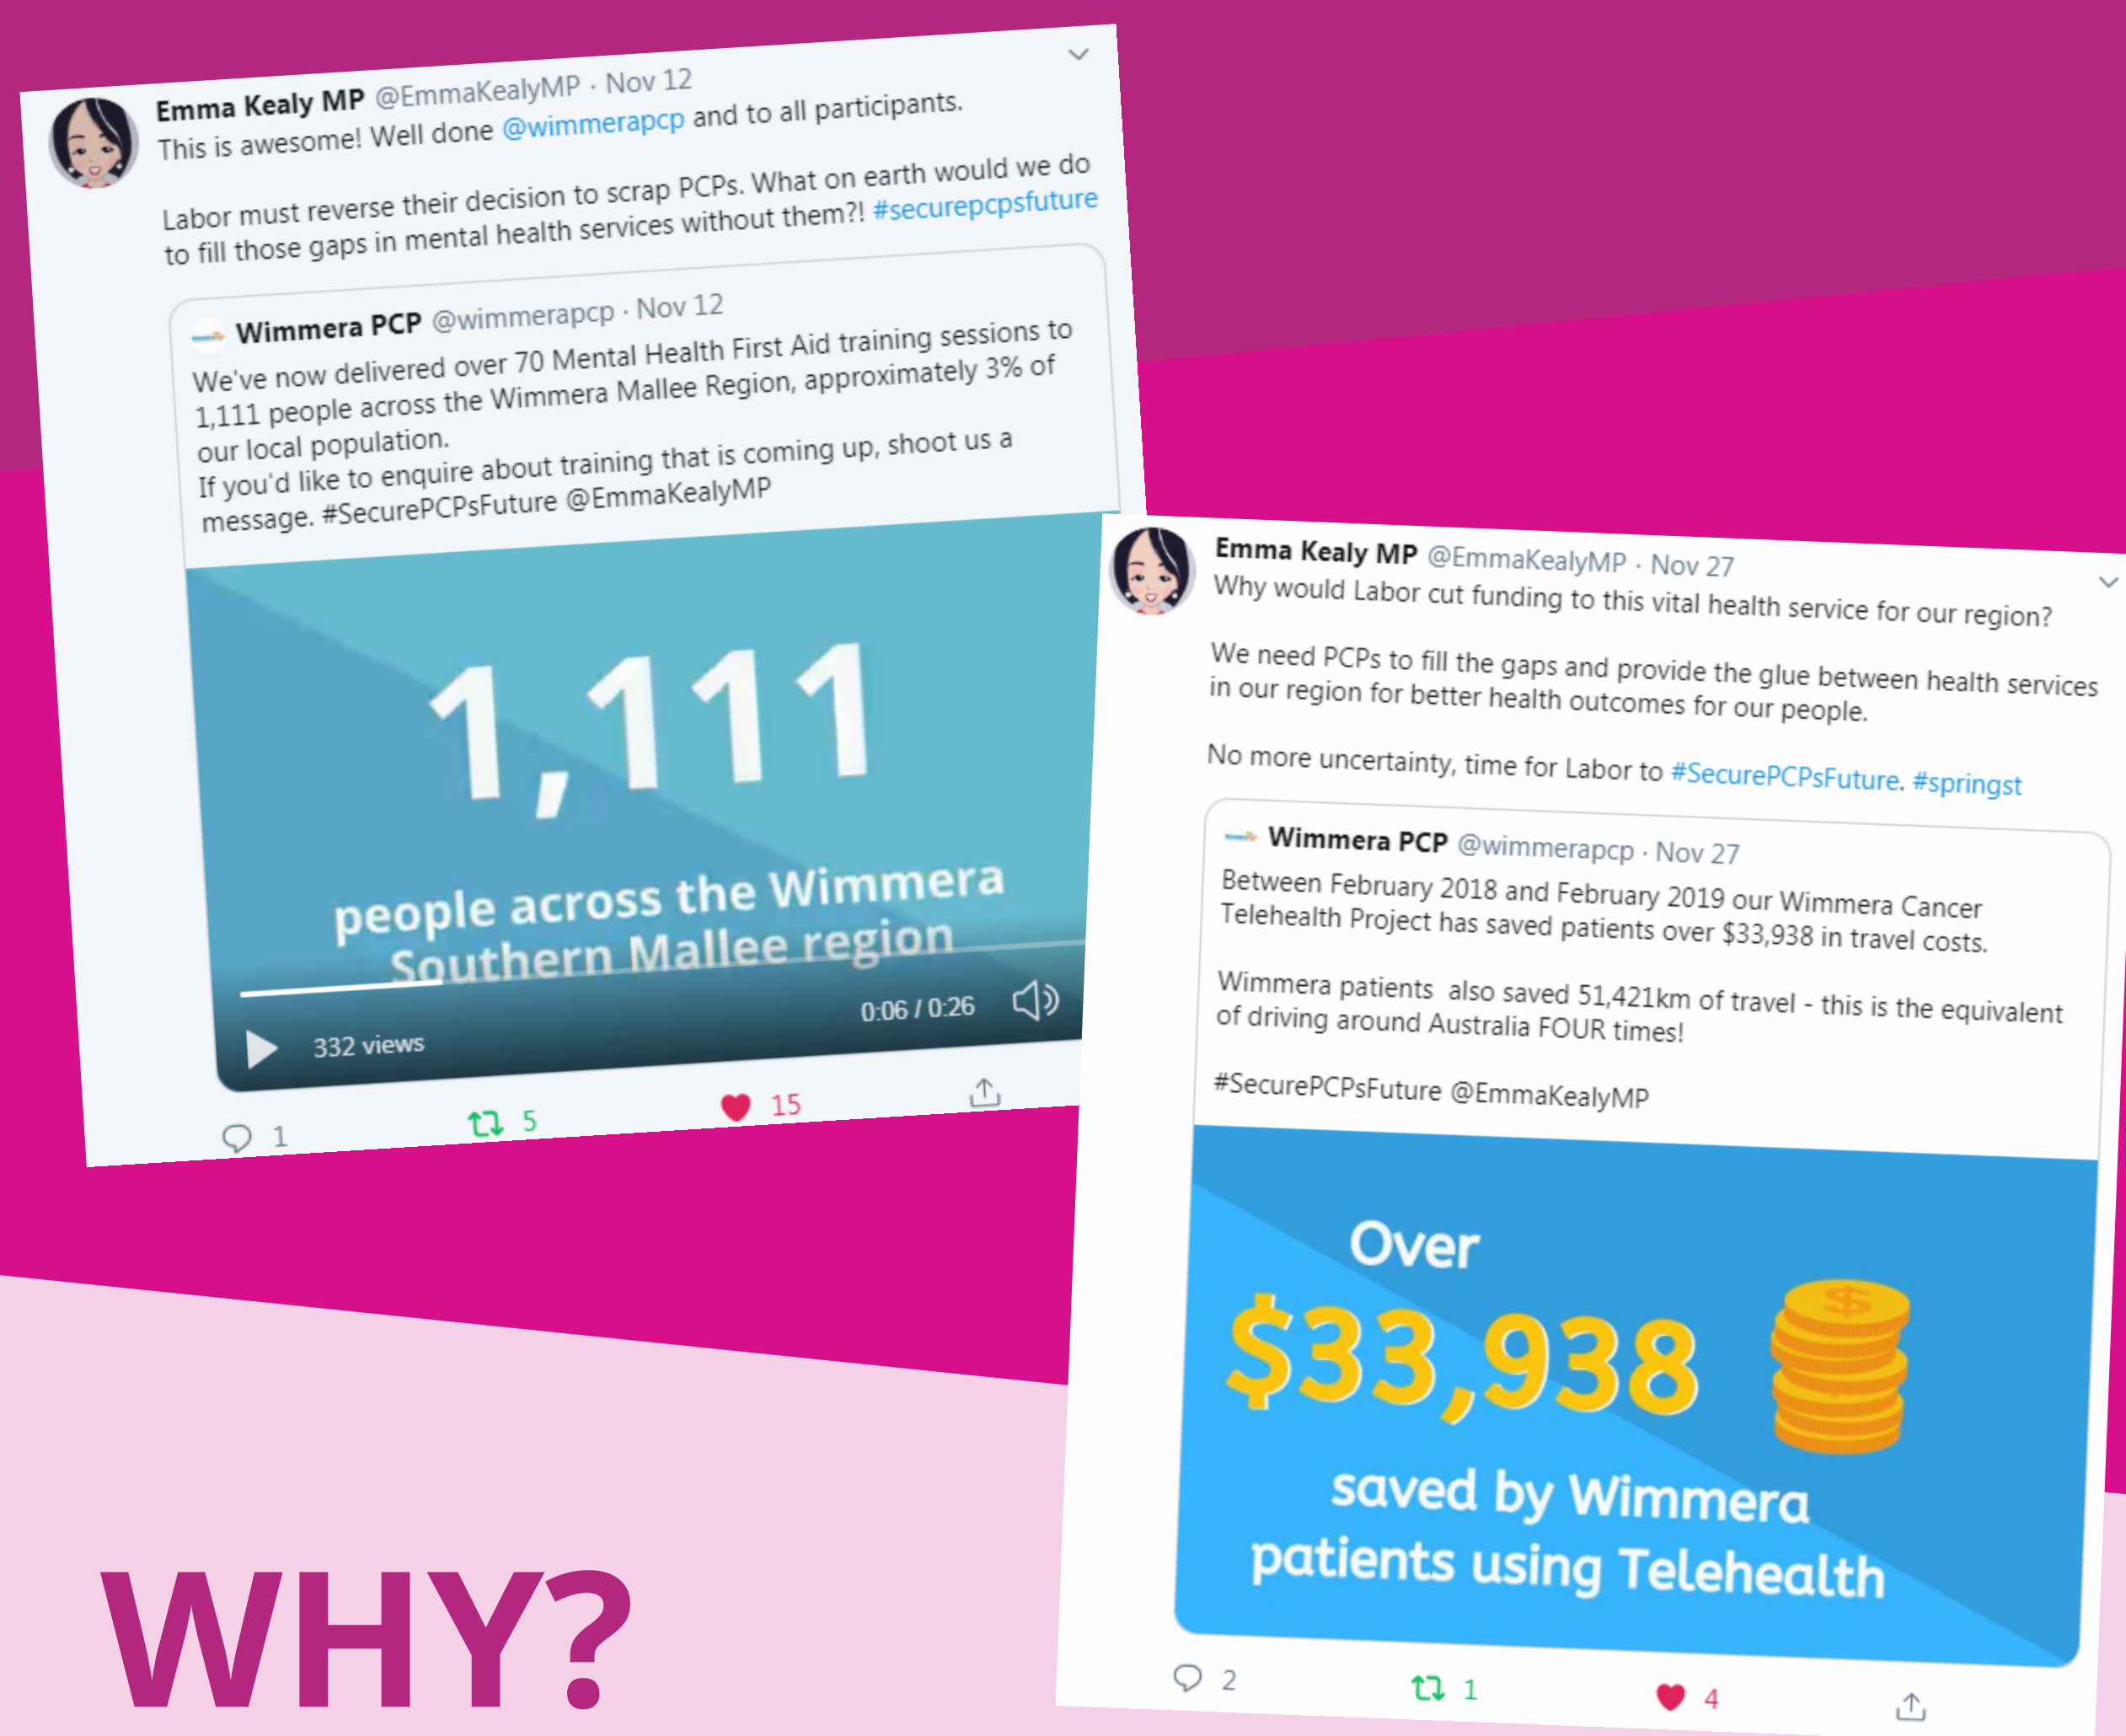 Emma Kealy MP @EmmaKealyMP · Nov 12
This is awesome! Well done @wimmerapcp and to all participants.
Labor must reverse their decision to scrap PCPs. What on earth would we do
to fill those gaps in mental health services without them?! #securepcpsfuture
Wimmera PCP @wimmerapcp · Nov 12
We've now delivered over 70 Mental Health First Aid training sessions to
1,111 people across the Wimmera Mallee Region, approximately 3% of
our local population.
If you'd like to enquire about training that is coming up, shoot us a
message. #SecurePCPsFuture @EmmaKealyMP
1,111
people across the Wimmera
Southern Mallee region
0:06 / 0:26
332 views
1 5 15
Emma Kealy MP @EmmaKealyMP · Nov 27
Why would Labor cut funding to this vital health service for our region?
We need PCPs to fill the gaps and provide the glue between health services
in our region for better health outcomes for our people.
No more uncertainty, time for Labor to #SecurePCPsFuture. #springst
Wimmera PCP @wimmerapcp · Nov 27
Between February 2018 and February 2019 our Wimmera Cancer
Telehealth Project has saved patients over $33,938 in travel costs.
Wimmera patients  also saved 51,421km of travel - this is the equivalent
of driving around Australia FOUR times!
#SecurePCPsFuture @EmmaKealyMP
Over
$33,938
$
saved by Wimmera
patients using Telehealth
2 1 4
WHY?